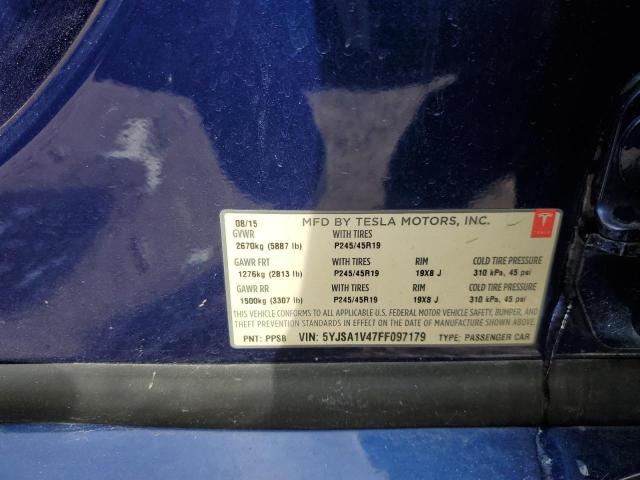 08/15 MFD BY TESLA MOTORS, INC.
GVWR WITH TIRES
2670kg (5887 lb) P245/45R19
TESLA
GAWR FRT WITH TIRES RIM COLD TIRE PRESSURE
1276kg (2813 lb) P245/45R19 19X8 J 310 kPa, 45 psi
GAWR RR WITH TIRES RIM COLD TIRE PRESSURE
1500kg (3307 lb) P245/45R19 19X8 J 310 kPa, 45 psi
THIS VEHICLE CONFORMS TO ALL APPLICABLE U.S. FEDERAL MOTOR VEHICLE SAFETY, BUMPER, AND
THEFT PREVENTION STANDARDS IN EFFECT ON THE DATE OF MANUFACTURE SHOWN ABOVE.
PNT: PPSB VIN: 5YJSA1V47FF097179 TYPE: PASSENGER CAR